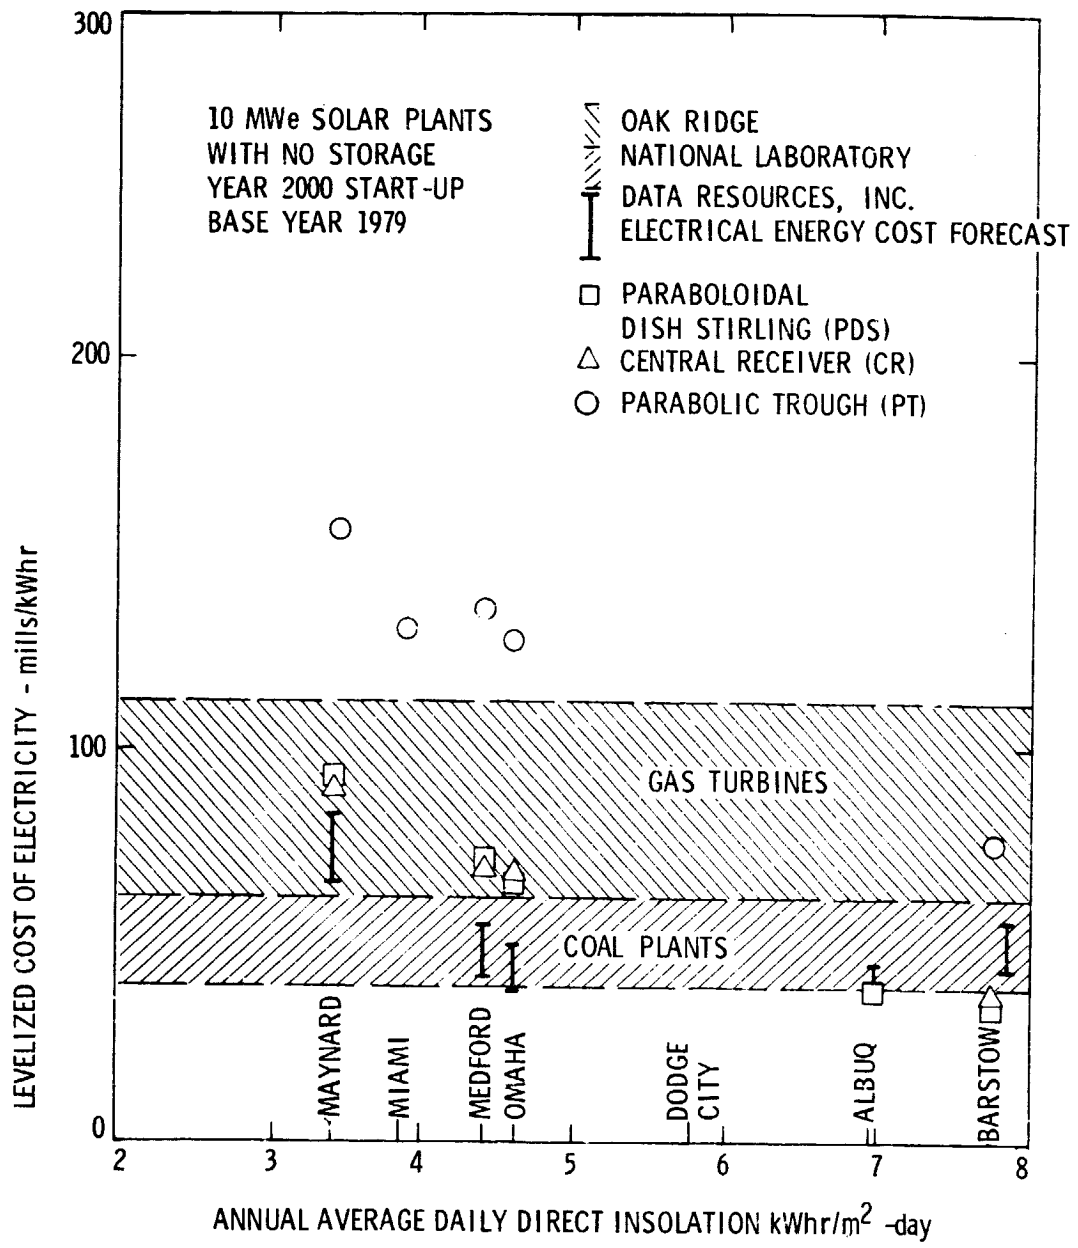 300
200
100
0
LEVELIZED COST OF ELECTRICITY - mills/kWhr
10 MWe SOLAR PLANTS
WITH NO STORAGE
YEAR 2000 START-UP
BASE YEAR 1979
OAK RIDGE
NATIONAL LABORATORY
DATA RESOURCES, INC.
ELECTRICAL ENERGY COST FORECAST
PARABOLOIDAL
DISH STIRLING (PDS)
CENTRAL RECEIVER (CR)
PARABOLIC TROUGH (PT)
GAS TURBINES
COAL PLANTS
MAYNARD
MIAMI
MEDFORD
OMAHA
DODGE
CITY
ALBUQ
BARSTOW
2 3 4 5 6 7 8
ANNUAL AVERAGE DAILY DIRECT INSOLATION kWhr/m² -day